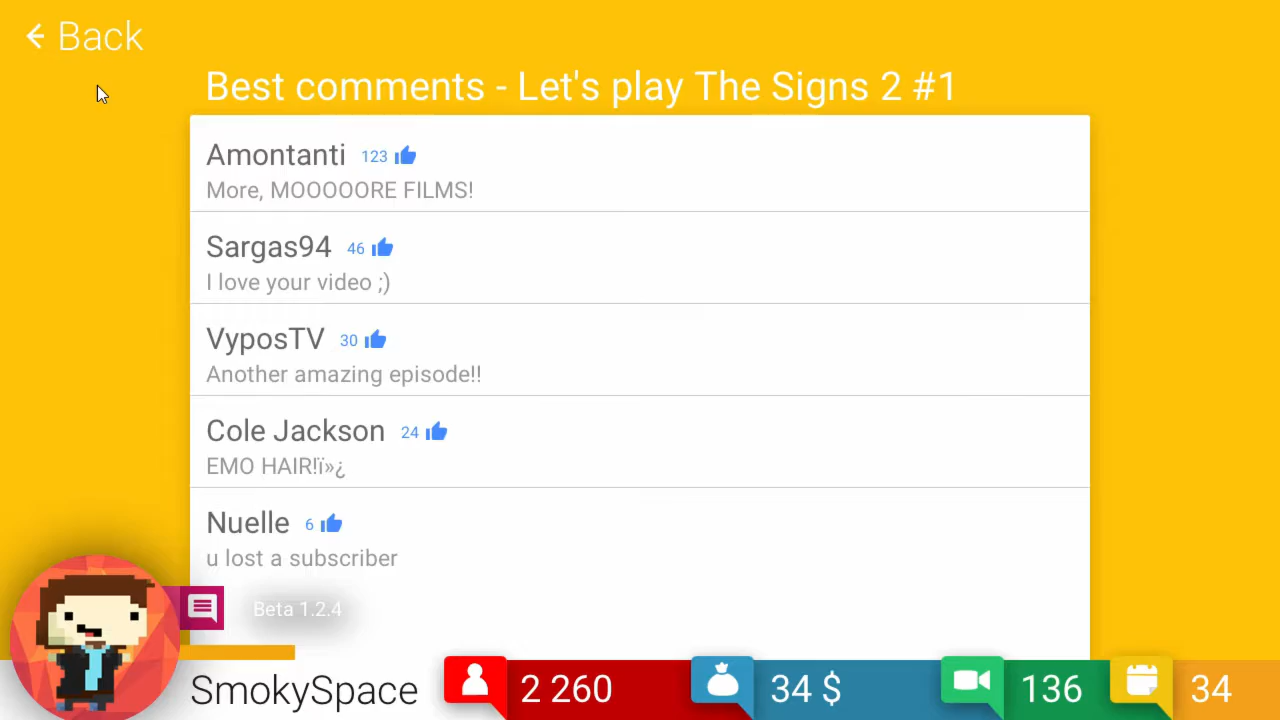 Back
Best comments - Let's play The Signs 2 #1
Amontanti 123
More, MOOOOORE FILMS!
Sargas94 46
I love your video ;)
VyposTV 30
Another amazing episode!!
Cole Jackson 24
EMO HAIR!ï»¿
Nuelle 6
u lost a subscriber
Beta 1.2.4
SmokySpace 2 260 34 $ 136 34